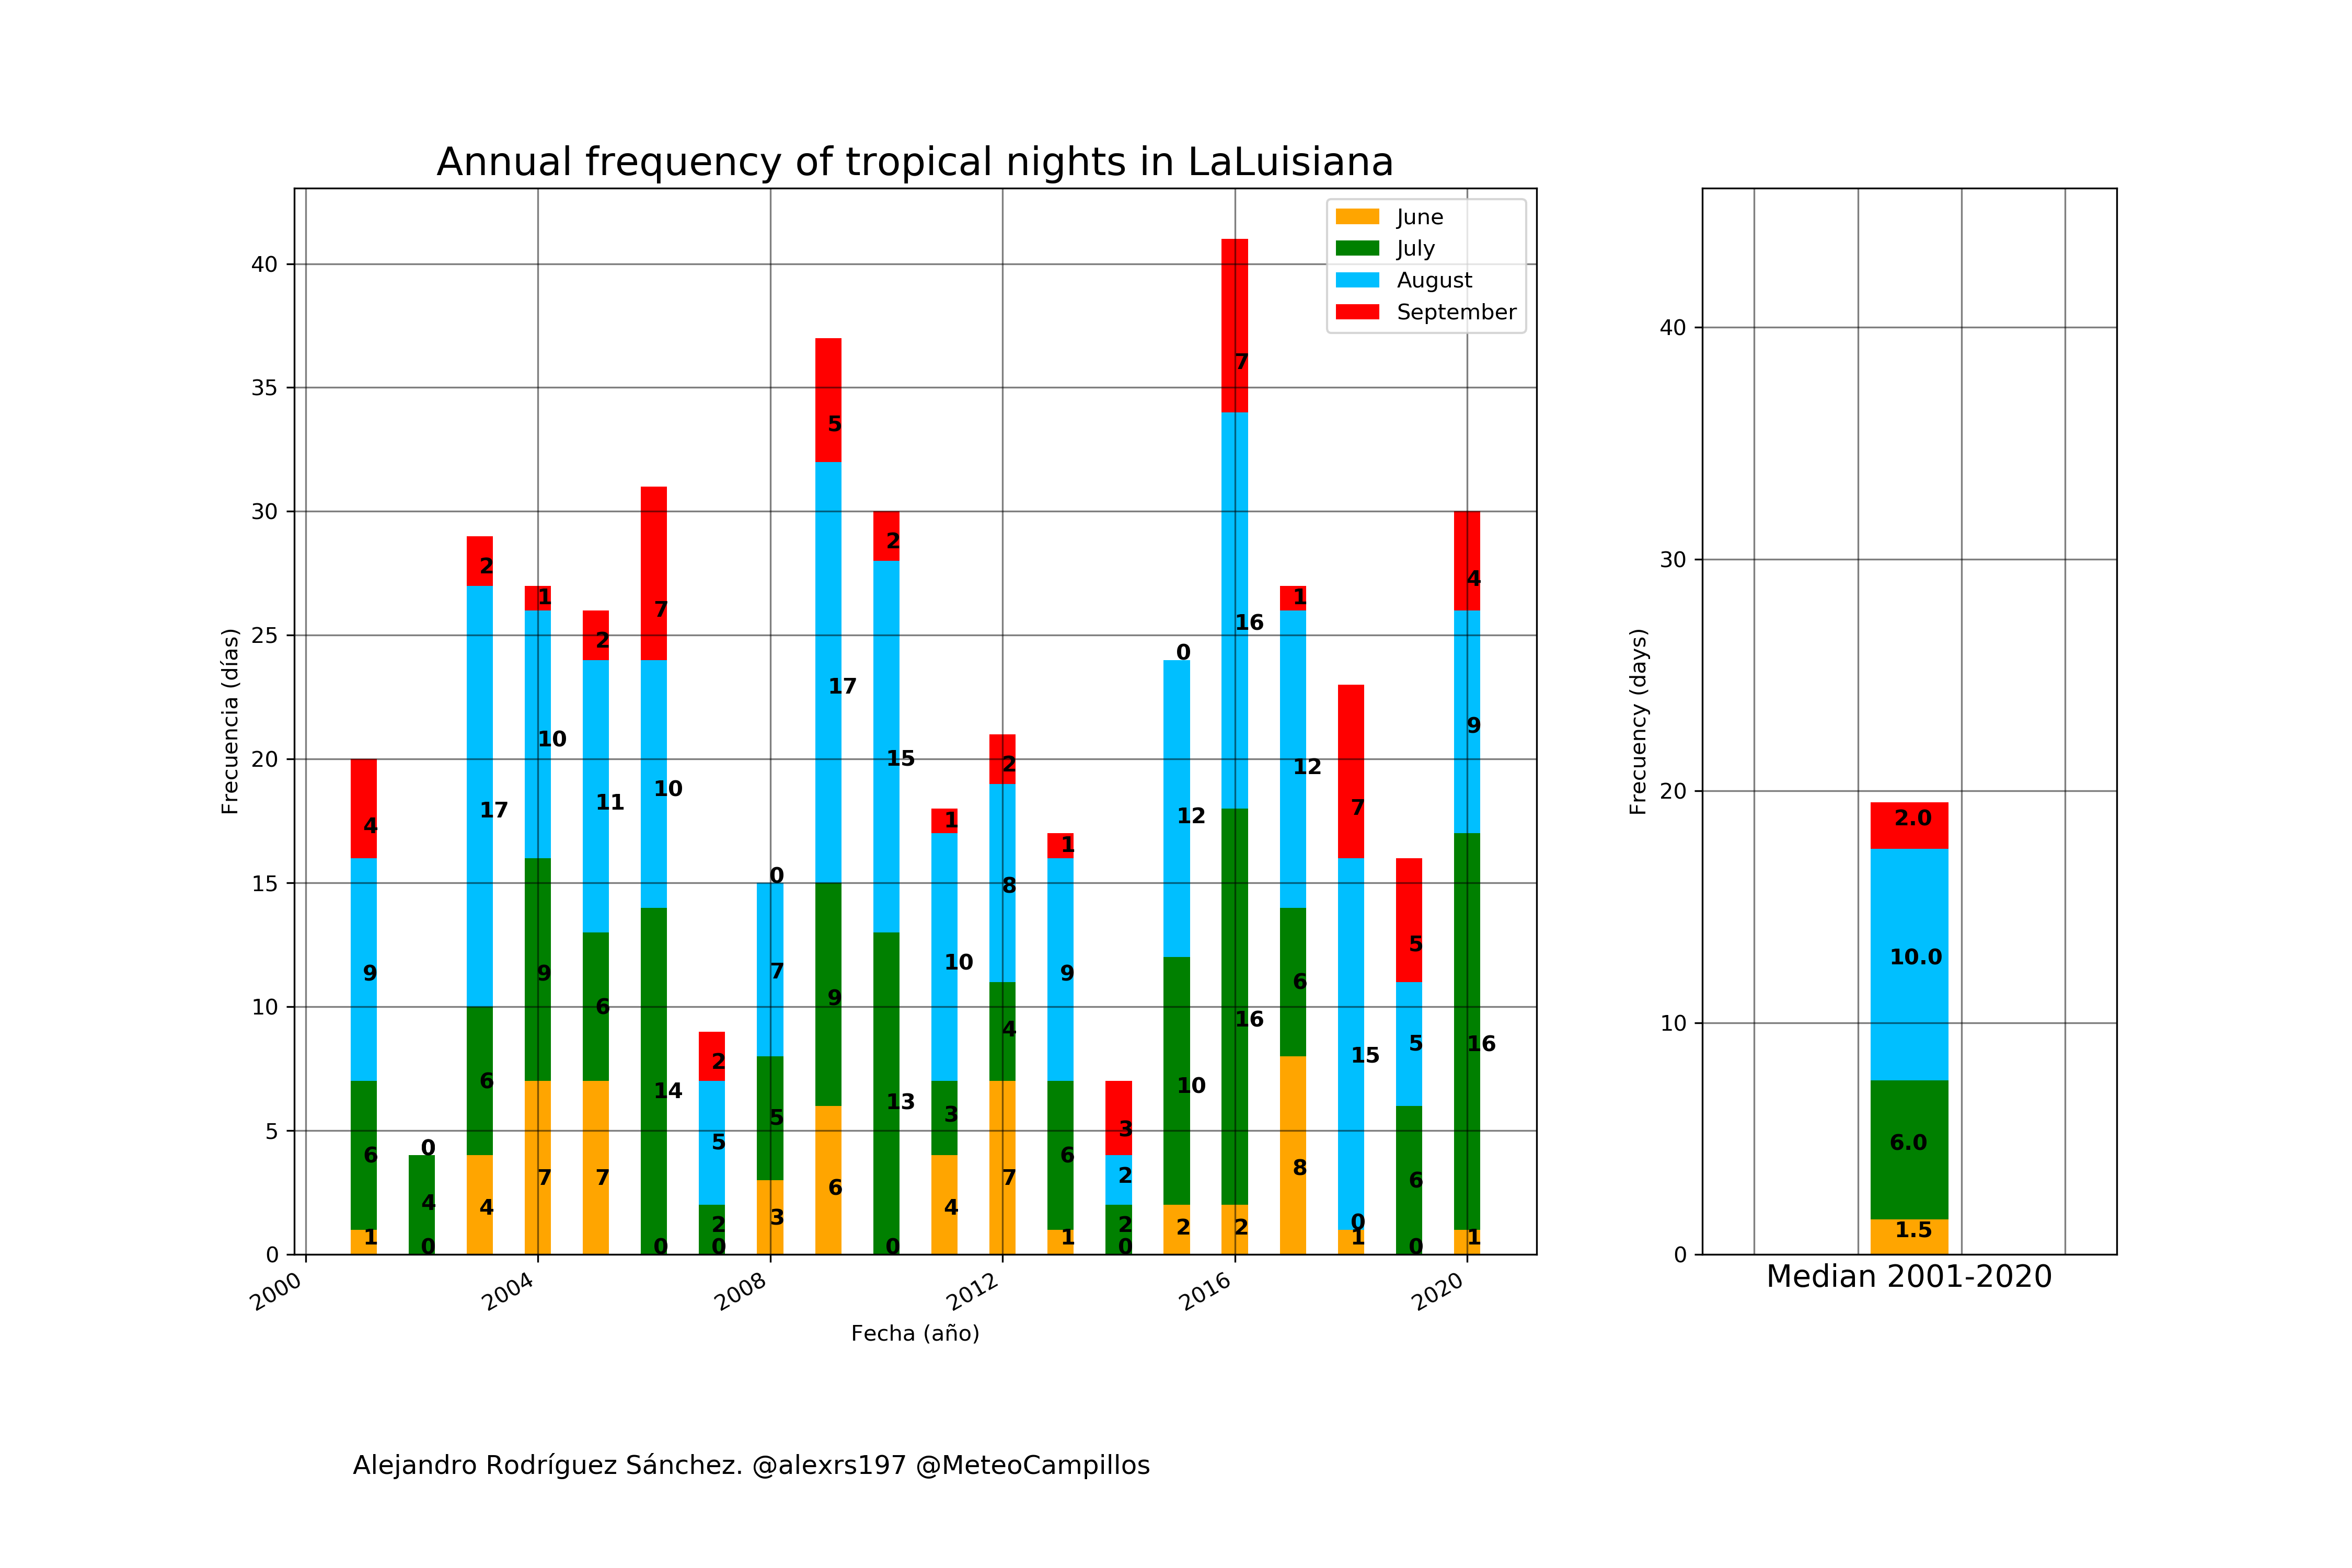 Annual frequency of tropical nights in LaLuisiana
June
July
August
September
Frecuencia (días)
40
35
30
25
20
15
10
5
0
4 9 6 1
0 4 0
2 17 6 4
1 10 9 7
2 11 6 7
7 10 14 0
2 5 2 0
0 7 5 3
5 17 9 6
2 15 13 0
1 10 3 4
2 8 4 7
1 9 6 1
3 2 2 0
0 12 10 2
7 16 16 2
1 12 6 8
7 15 0 1
5 5 6 0
4 9 16 1
2000 2004 2008 2012 2016 2020
Fecha (año)
Frecuency (days)
40
30
20
10
0
2.0
10.0
6.0
1.5
Median 2001-2020
Alejandro Rodríguez Sánchez. @alexrs197 @MeteoCampillos